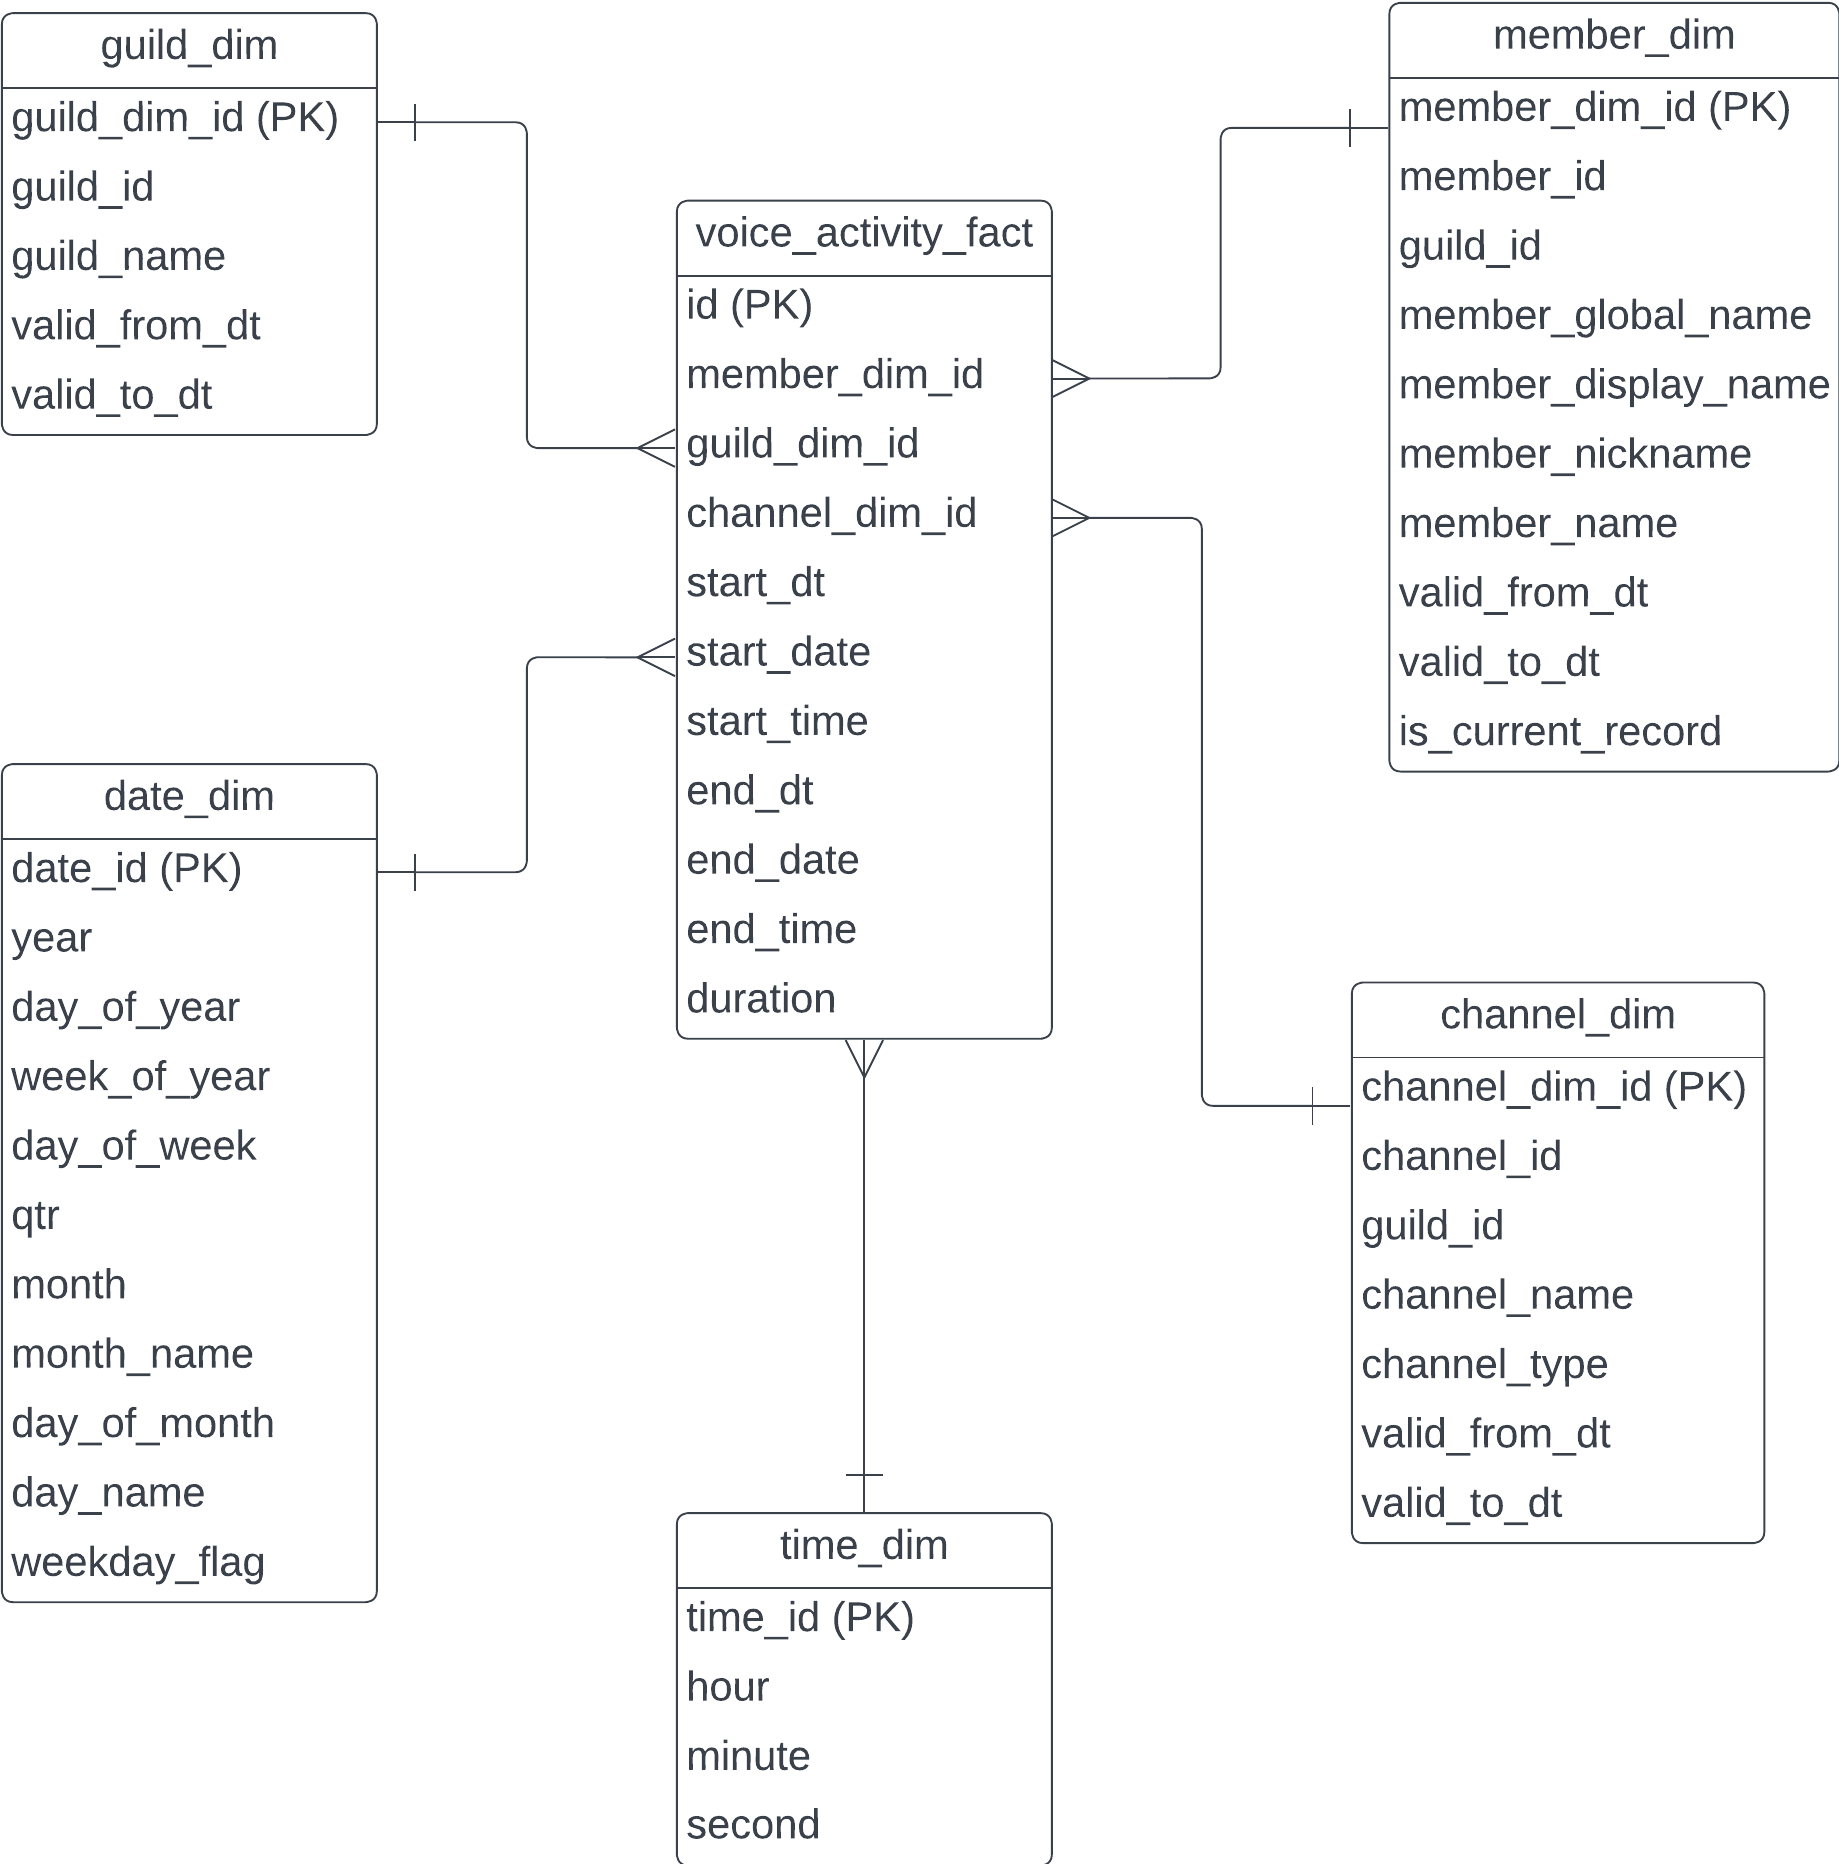 guild_dim
guild_dim_id (PK)
guild_id
guild_name
valid_from_dt
valid_to_dt
member_dim
member_dim_id (PK)
member_id
guild_id
member_global_name
member_display_name
member_nickname
member_name
valid_from_dt
valid_to_dt
is_current_record
voice_activity_fact
id (PK)
member_dim_id
guild_dim_id
channel_dim_id
start_dt
start_date
start_time
end_dt
end_date
end_time
duration
date_dim
date_id (PK)
year
day_of_year
week_of_year
day_of_week
qtr
month
month_name
day_of_month
day_name
weekday_flag
channel_dim
channel_dim_id (PK)
channel_id
guild_id
channel_name
channel_type
valid_from_dt
valid_to_dt
time_dim
time_id (PK)
hour
minute
second